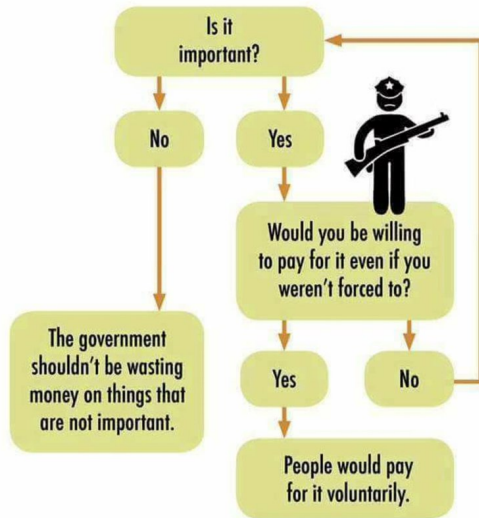 Is it
important?
No
Yes
Would you be willing
to pay for it even if you
weren't forced to?
The government
shouldn't be wasting
money on things that
are not important.
Yes
No
People would pay
for it voluntarily.